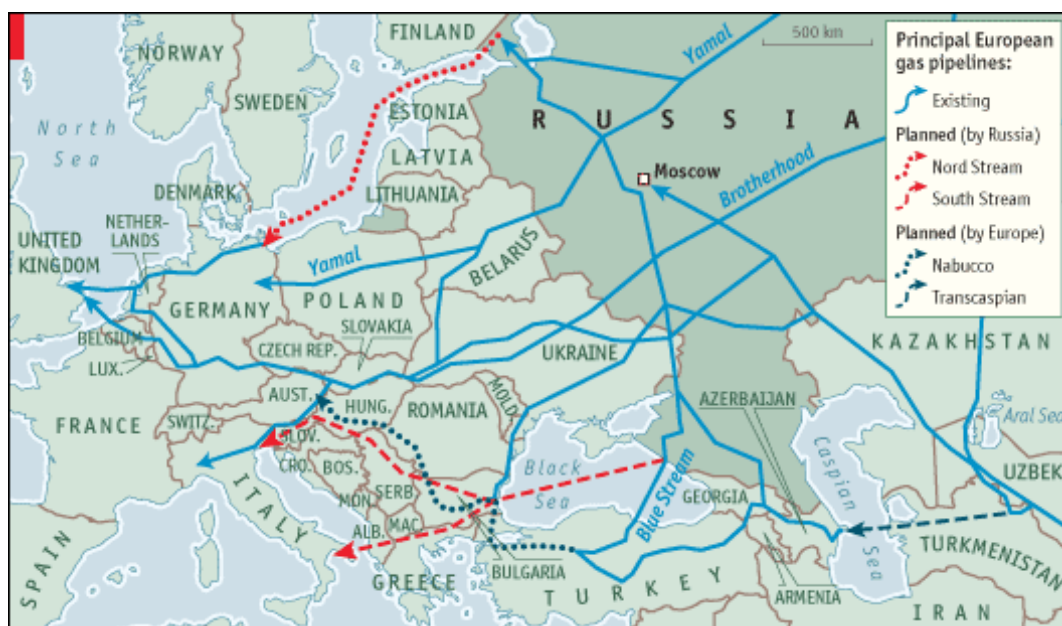 NORWAY
FINLAND
Yamal
500 km
Principal European
gas pipelines:
Existing
Planned (by Russia)
Nord Stream
South Stream
Planned (by Europe)
Nabucco
Transcaspian
SWEDEN
ESTONIA
RUSSIA
North
Sea
LATVIA
Moscow
Brotherhood
DENMARK
LITHUANIA
NETHER-
LANDS
UNITED
KINGDOM
BELARUS
Yamal
GERMANY
POLAND
SLOVAKIA
BELGIUM
LUX.
CZECH REP.
UKRAINE
KAZAKHSTAN
AUST.
HUNG.
MOLD.
ROMANIA
AZERBAIJAN
Aral Sea
FRANCE
SWITZ.
SLOV.
CRO.
BOS.
Black
Sea
Caspian
Sea
UZBEK.
SERB.
MON.
Blue Stream
GEORGIA
ITALY
ALB.
MAC.
TURKMENISTAN
SPAIN
GREECE
BULGARIA
TURKEY
ARMENIA
IRAN